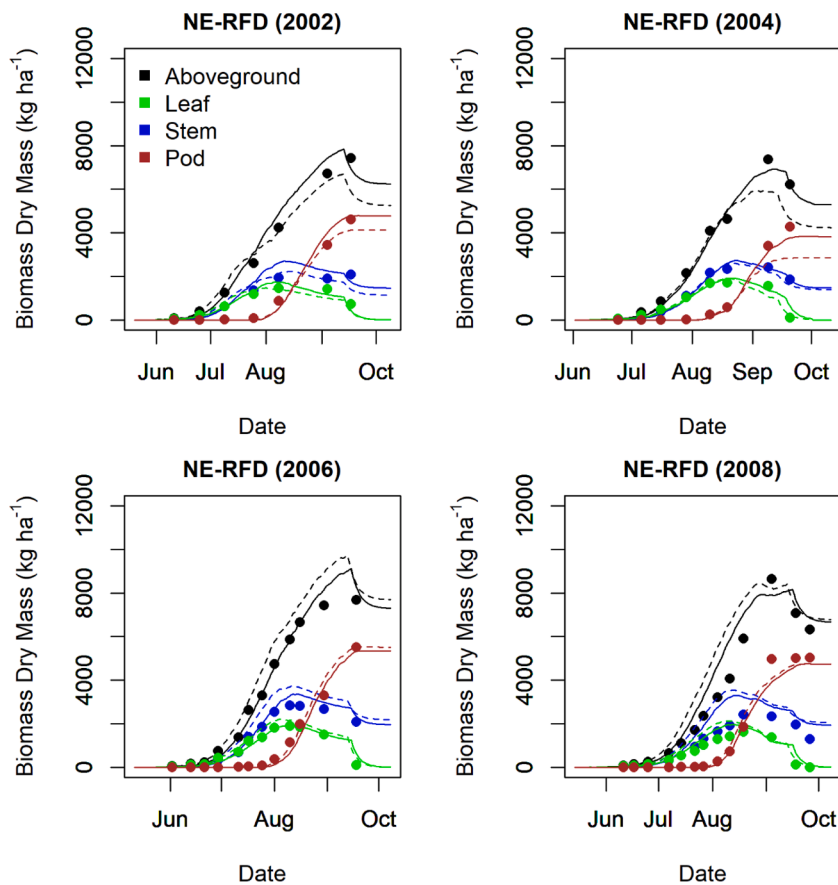 NE-RFD (2002)
Biomass Dry Mass (kg ha⁻¹)
12000
8000
4000
0
Aboveground
Leaf
Stem
Pod
Jun Jul Aug Oct
Date
NE-RFD (2004)
Biomass Dry Mass (kg ha⁻¹)
12000
8000
4000
0
Jun Jul Aug Sep Oct
Date
NE-RFD (2006)
Biomass Dry Mass (kg ha⁻¹)
12000
8000
4000
0
Jun Aug Oct
Date
NE-RFD (2008)
Biomass Dry Mass (kg ha⁻¹)
12000
8000
4000
0
Jun Jul Aug Oct
Date